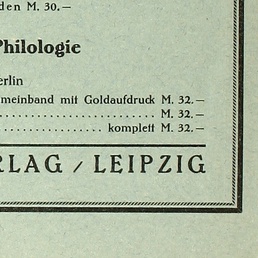 den M. 30.—
Philologie
erlin
meinband mit Goldaufdruck M. 32.—
. . . . . . . . . . . . . . . . . . . . . . . M. 32.—
. . . . . . . . . . . . . . . komplett M. 32.—
RLAG / LEIPZIG